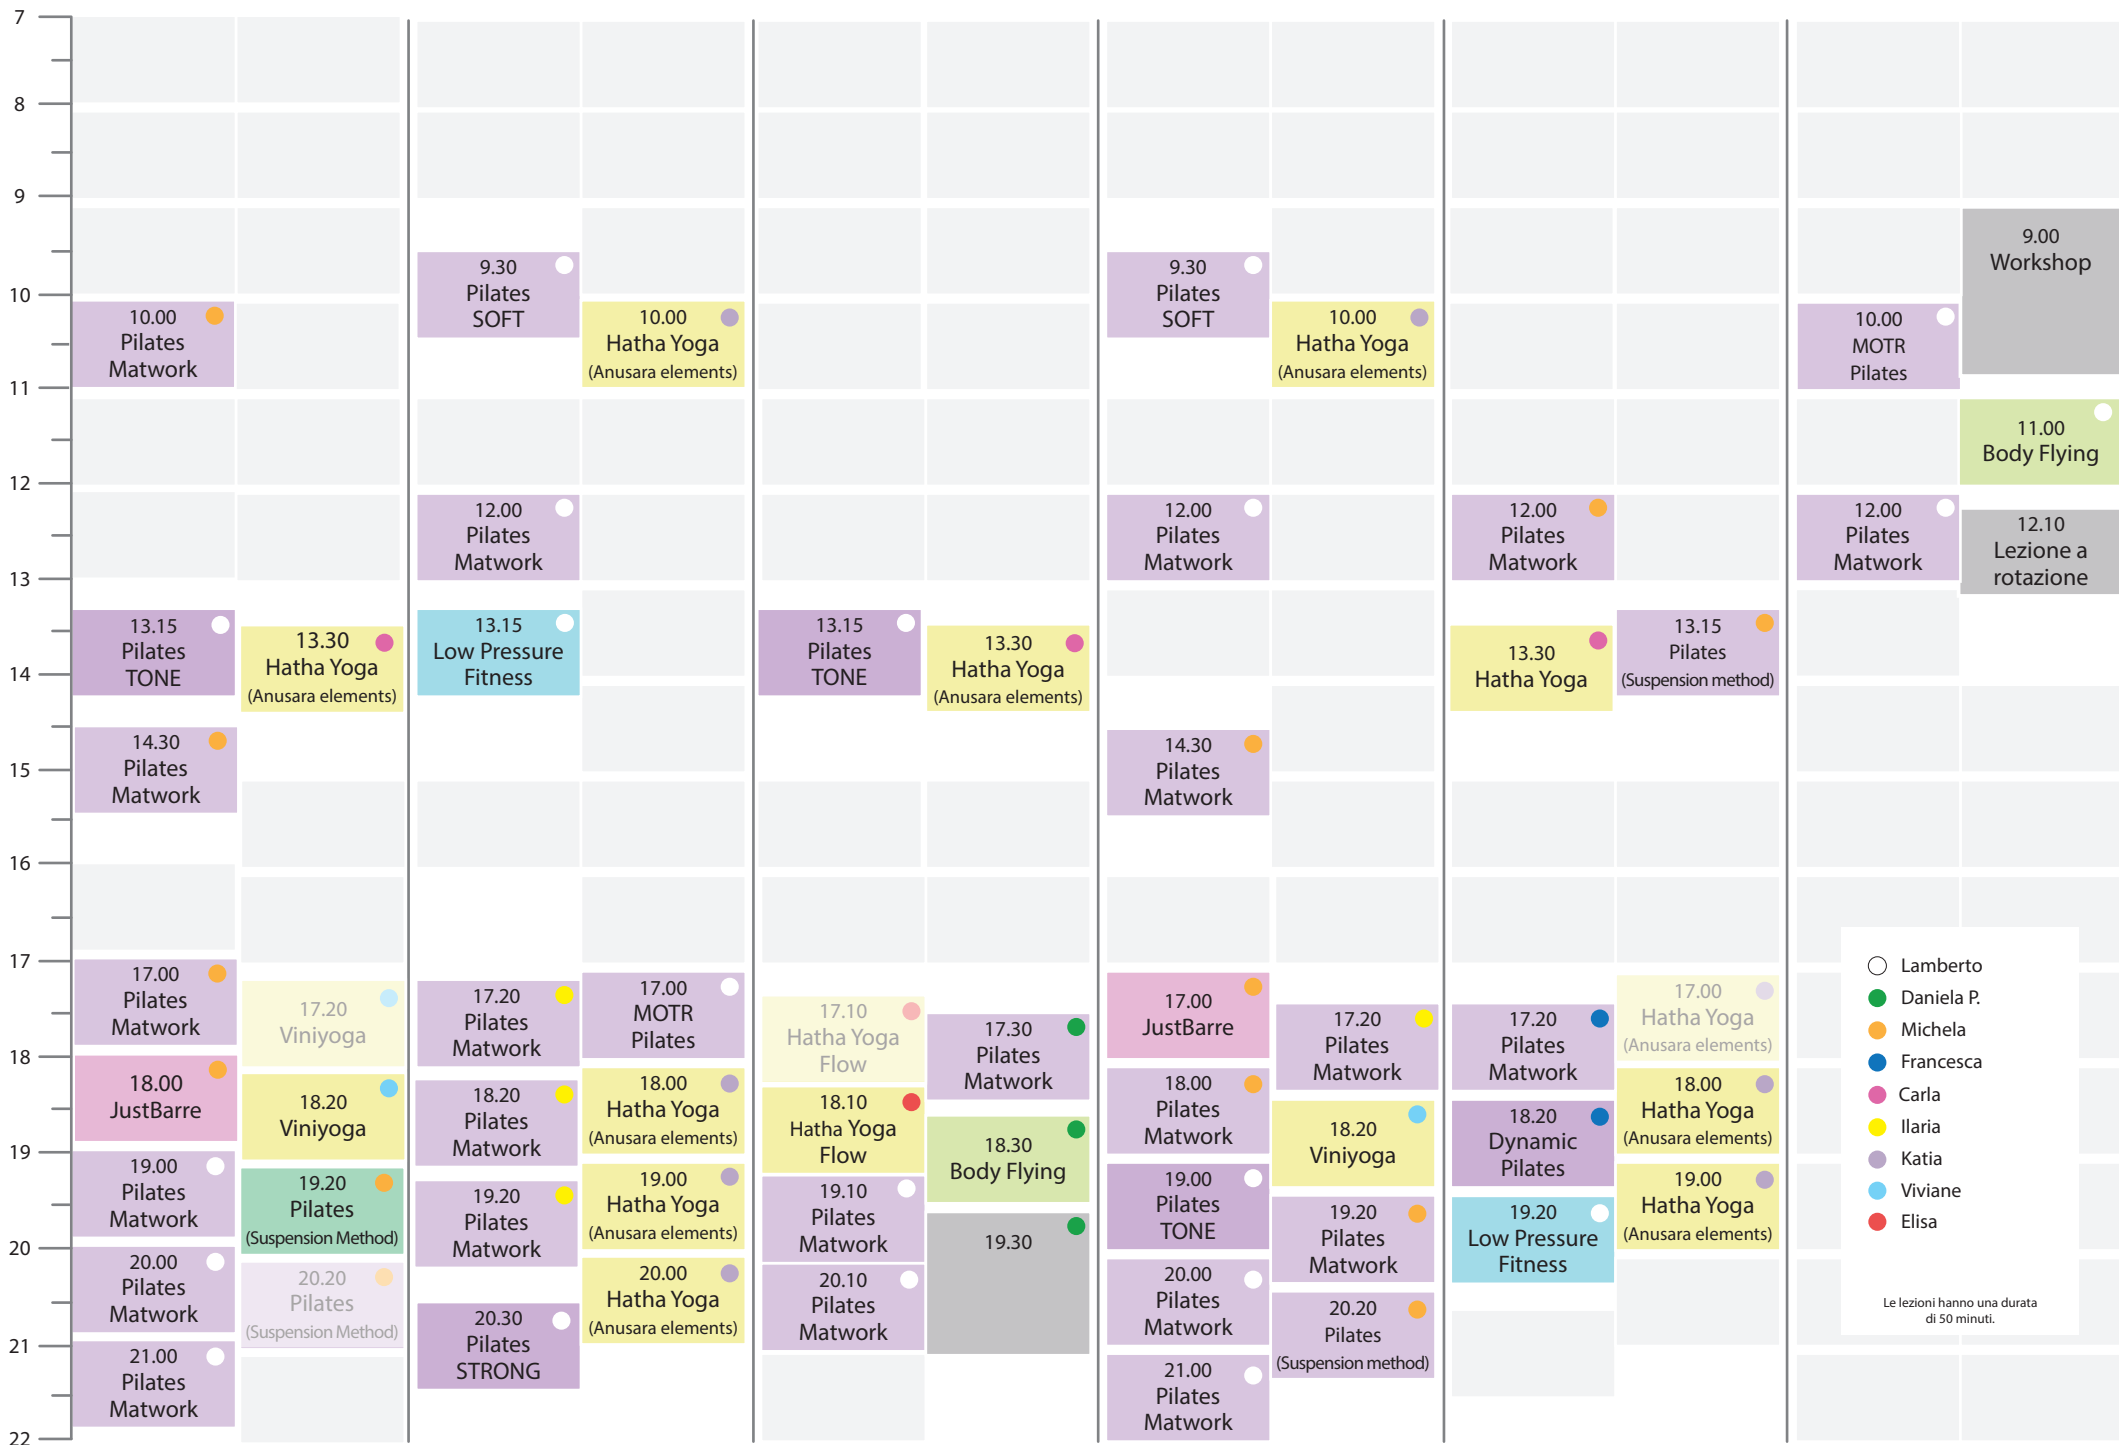 7
8
9
10
11
12
13
14
15
16
17
18
19
20
21
22
10.00
Pilates
Matwork
13.15
Pilates
TONE
14.30
Pilates
Matwork
17.00
Pilates
Matwork
18.00
JustBarre
19.00
Pilates
Matwork
20.00
Pilates
Matwork
21.00
Pilates
Matwork
13.30
Hatha Yoga
(Anusara elements)
17.20
Viniyoga
18.20
Viniyoga
19.20
Pilates
(Suspension Method)
20.20
Pilates
(Suspension Method)
9.30
Pilates
SOFT
12.00
Pilates
Matwork
13.15
Low Pressure
Fitness
17.20
Pilates
Matwork
18.20
Pilates
Matwork
19.20
Pilates
Matwork
20.30
Pilates
STRONG
10.00
Hatha Yoga
(Anusara elements)
17.00
MOTR
Pilates
18.00
Hatha Yoga
(Anusara elements)
19.00
Hatha Yoga
(Anusara elements)
20.00
Hatha Yoga
(Anusara elements)
13.15
Pilates
TONE
17.10
Hatha Yoga
Flow
18.10
Hatha Yoga
Flow
19.10
Pilates
Matwork
20.10
Pilates
Matwork
13.30
Hatha Yoga
(Anusara elements)
17.30
Pilates
Matwork
18.30
Body Flying
19.30
9.30
Pilates
SOFT
12.00
Pilates
Matwork
14.30
Pilates
Matwork
17.00
JustBarre
18.00
Pilates
Matwork
19.00
Pilates
TONE
20.00
Pilates
Matwork
21.00
Pilates
Matwork
10.00
Hatha Yoga
(Anusara elements)
17.20
Pilates
Matwork
18.20
Viniyoga
19.20
Pilates
Matwork
20.20
Pilates
(Suspension method)
12.00
Pilates
Matwork
13.30
Hatha Yoga
17.20
Pilates
Matwork
18.20
Dynamic
Pilates
19.20
Low Pressure
Fitness
13.15
Pilates
(Suspension method)
17.00
Hatha Yoga
(Anusara elements)
18.00
Hatha Yoga
(Anusara elements)
19.00
Hatha Yoga
(Anusara elements)
10.00
MOTR
Pilates
12.00
Pilates
Matwork
9.00
Workshop
11.00
Body Flying
12.10
Lezione a
rotazione
Lamberto
Daniela P.
Michela
Francesca
Carla
Ilaria
Katia
Viviane
Elisa
Le lezioni hanno una durata
di 50 minuti.